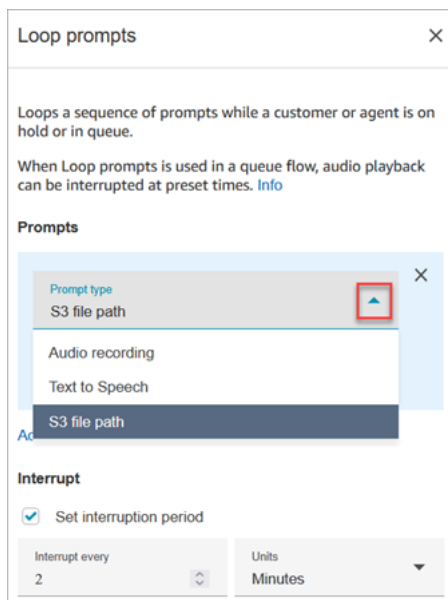 Loop prompts
Loops a sequence of prompts while a customer or agent is on
hold or in queue.
When Loop prompts is used in a queue flow, audio playback
can be interrupted at preset times. Info
Prompts
Prompt type
S3 file path
Audio recording
Text to Speech
S3 file path
Interrupt
Set interruption period
Interrupt every
2
Units
Minutes